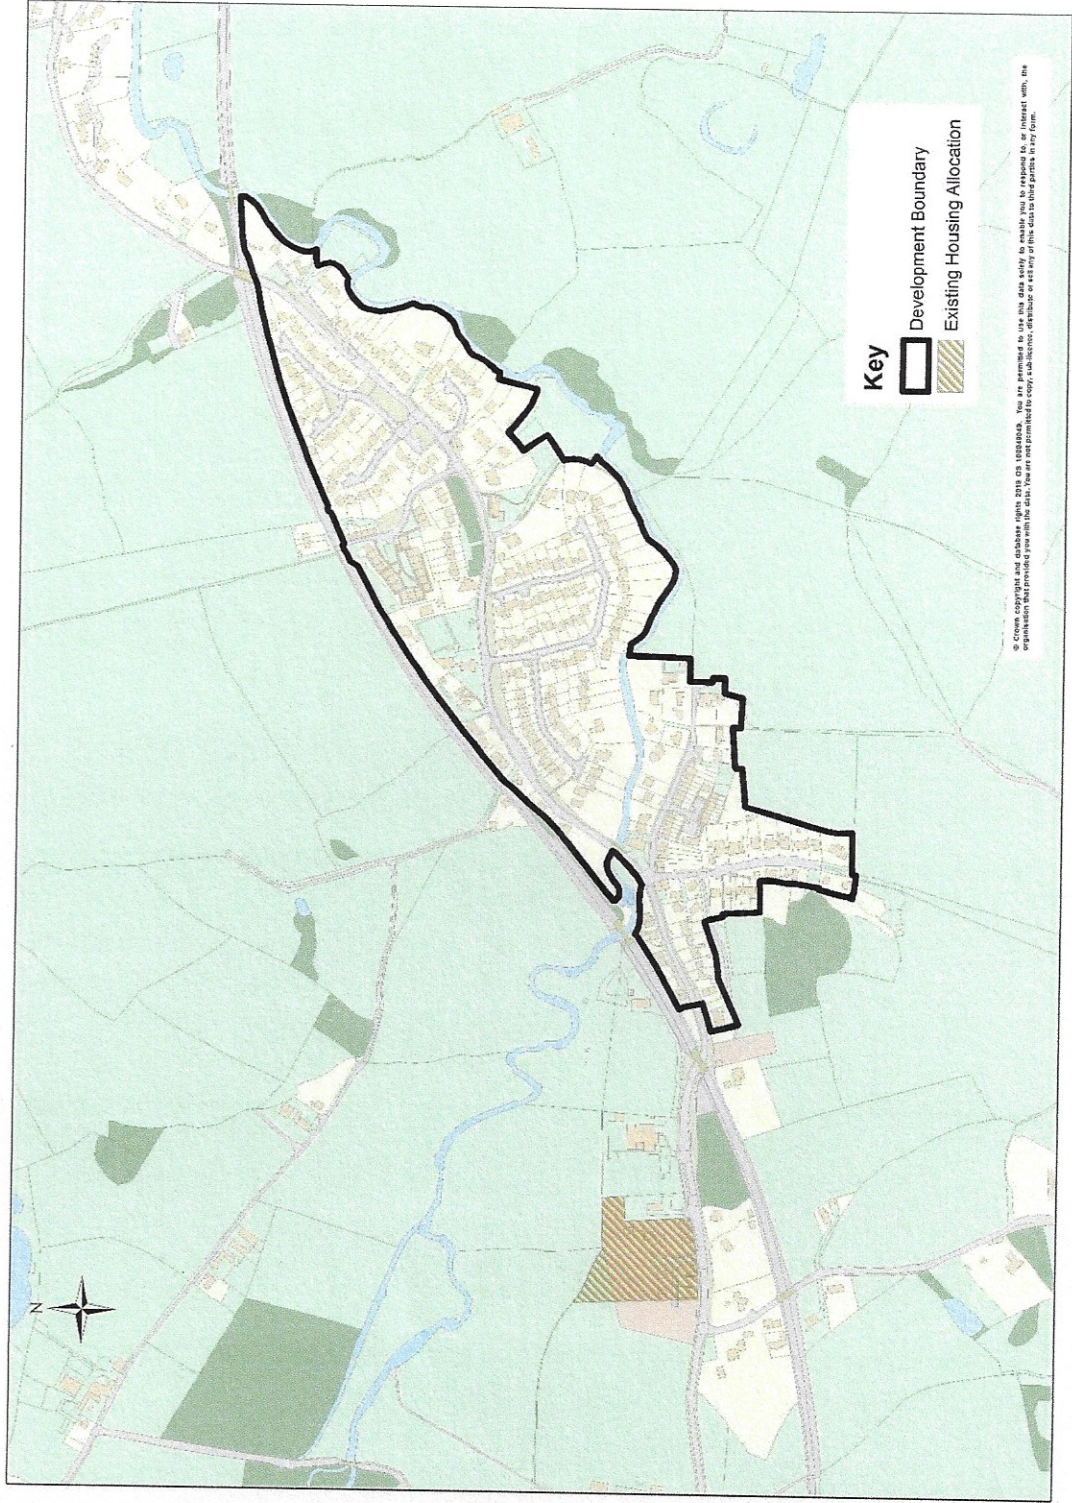 N
Key
Development Boundary
Existing Housing Allocation
© Crown copyright and database rights 2019 OS 100049049. You are permitted to use this data solely to enable you to respond to, or interact with, the
organisation that provided you with the data. You are not permitted to copy, sub-licence, distribute or sell any of this data to third parties in any form.